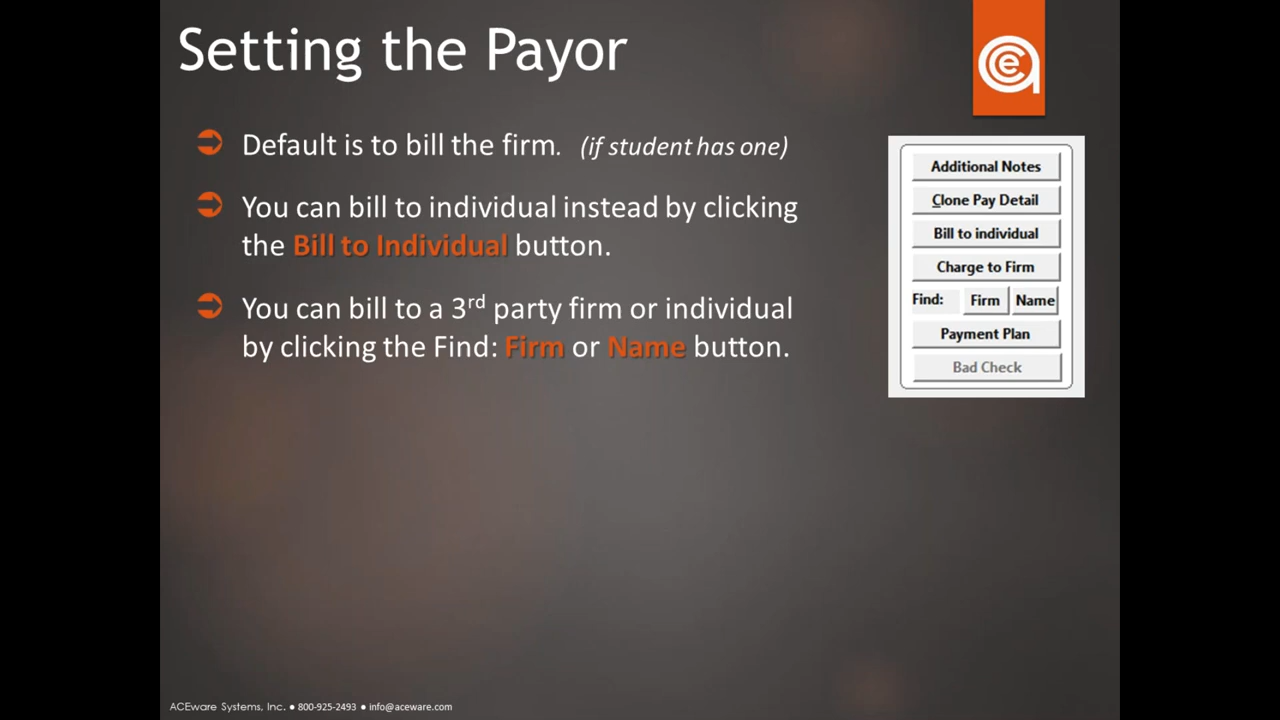 Setting the Payor
Default is to bill the firm. (if student has one)
You can bill to individual instead by clicking
the Bill to Individual button.
You can bill to a 3rd party firm or individual
by clicking the Find: Firm or Name button.
Additional Notes
Clone Pay Detail
Bill to individual
Charge to Firm
Find: Firm Name
Payment Plan
Bad Check
ACEware Systems, Inc. ● 800-925-2493 ● info@aceware.com